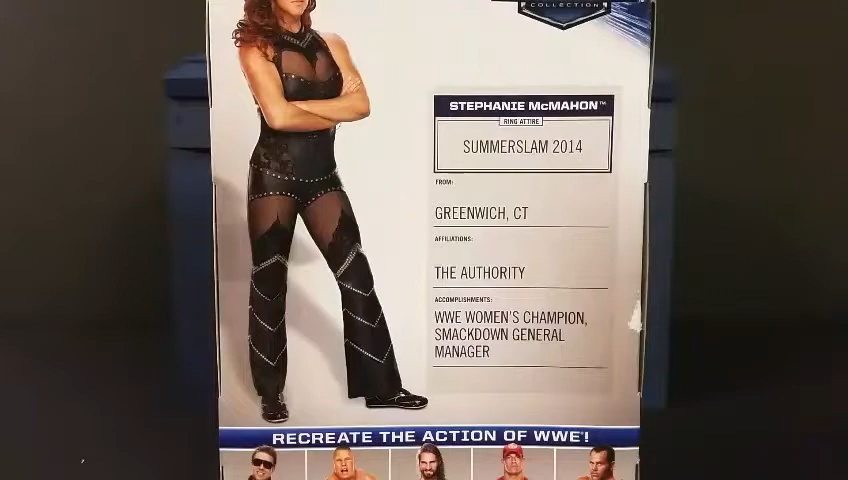 COLLECTION
STEPHANIE McMAHON™
RING ATTIRE
SUMMERSLAM 2014
FROM:
GREENWICH, CT
AFFILIATIONS:
THE AUTHORITY
ACCOMPLISHMENTS:
WWE WOMEN'S CHAMPION,
SMACKDOWN GENERAL
MANAGER
RECREATE THE ACTION OF WWE®!